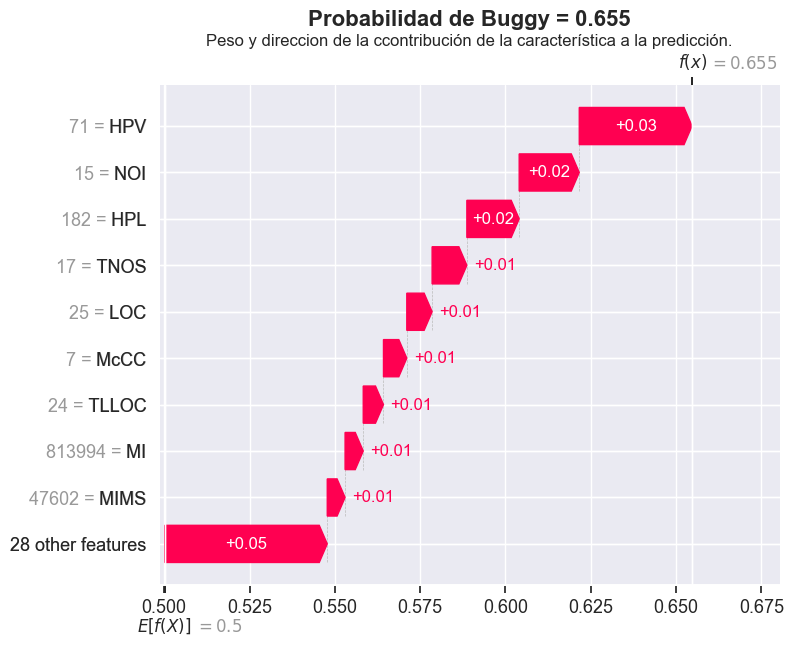 Probabilidad de Buggy = 0.655
Peso y direccion de la ccontribución de la característica a la predicción.
f(x) = 0.655
71 = HPV +0.03
15 = NOI +0.02
182 = HPL +0.02
17 = TNOS +0.01
25 = LOC +0.01
7 = McCC +0.01
24 = TLLOC +0.01
813994 = MI +0.01
47602 = MIMS +0.01
28 other features +0.05
0.500 0.525 0.550 0.575 0.600 0.625 0.650 0.675
E[f(X)] = 0.5